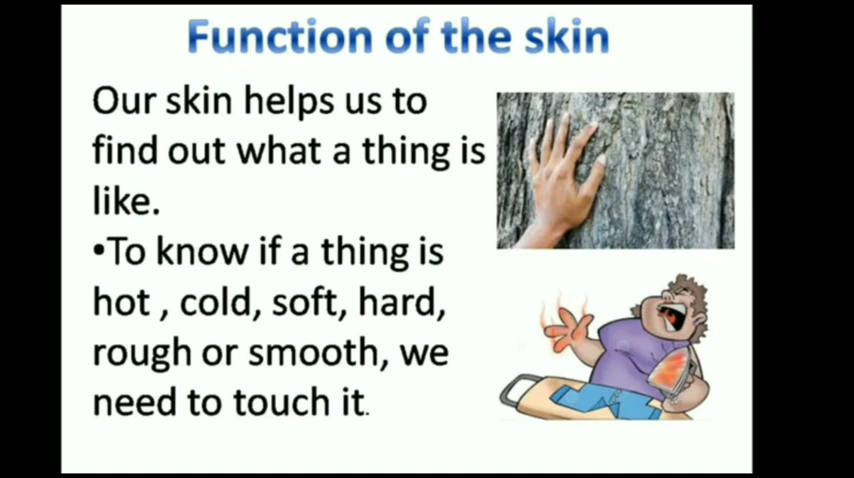 Function of the skin
Our skin helps us to
find out what a thing is
like.
•To know if a thing is
hot , cold, soft, hard,
rough or smooth, we
need to touch it.